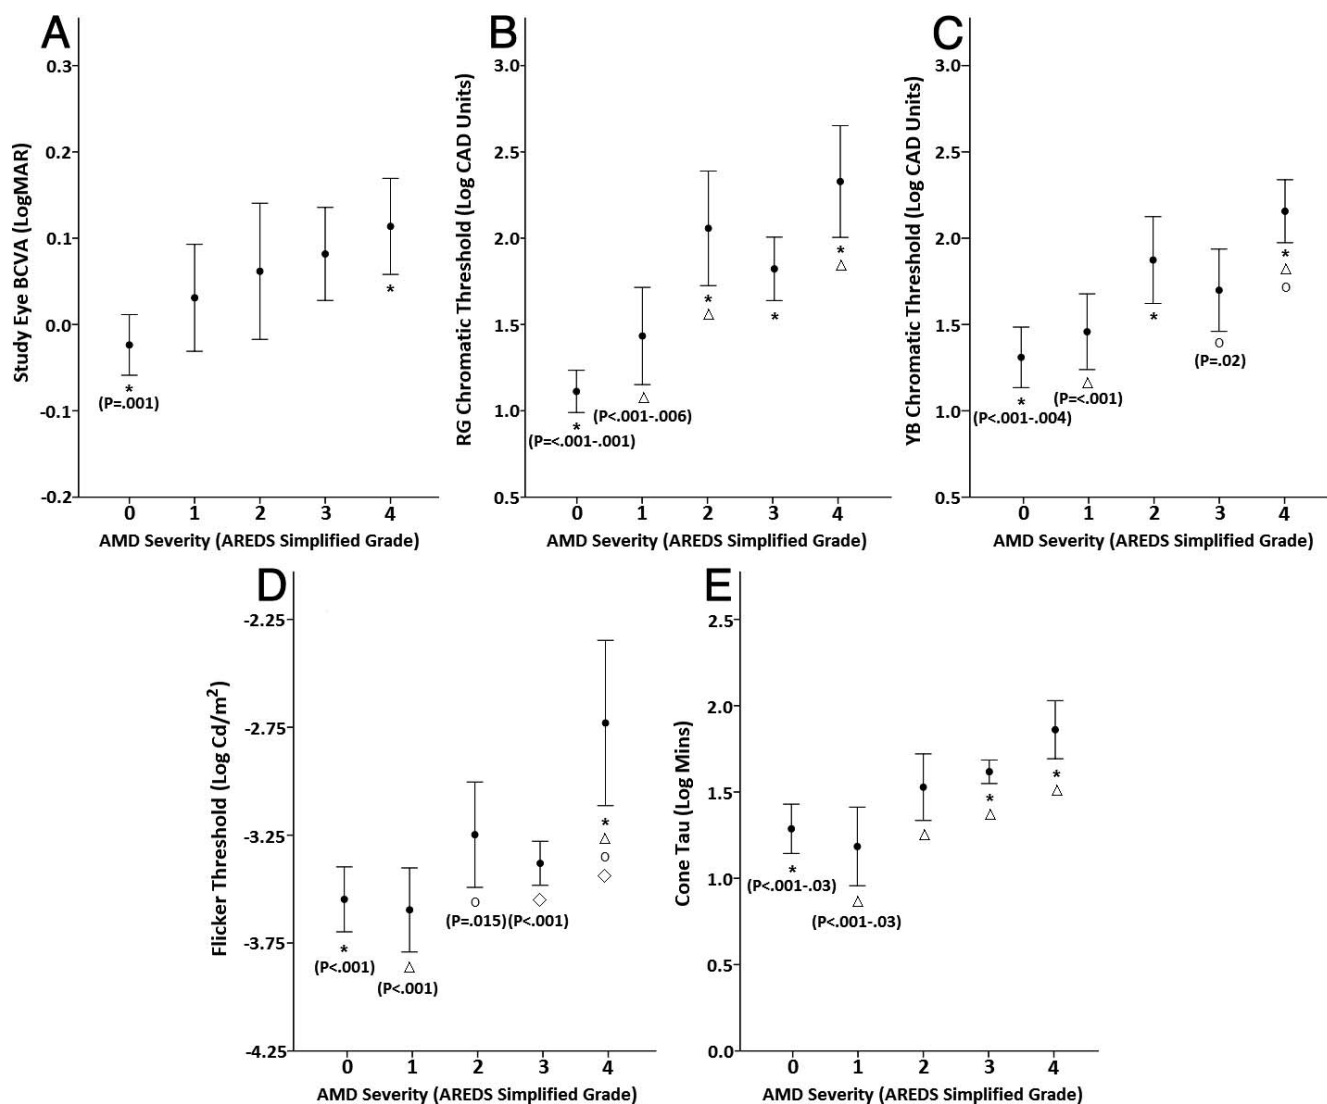 A
0.3
0.2
0.1
0.0
-0.1
-0.2
Study Eye BCVA (LogMAR)
*
(P=.001)
*
0 1 2 3 4
AMD Severity (AREDS Simplified Grade)
B
3.0
2.5
2.0
1.5
1.0
0.5
RG Chromatic Threshold (Log CAD Units)
*
(P=<.001-.001)
△
(P<.001-.006)
*
△
*
*
△
0 1 2 3 4
AMD Severity (AREDS Simplified Grade)
C
3.0
2.5
2.0
1.5
1.0
0.5
YB Chromatic Threshold (Log CAD Units)
*
(P<.001-.004)
△
(P=<.001)
*
O
(P=.02)
*
△
O
0 1 2 3 4
AMD Severity (AREDS Simplified Grade)
D
-2.25
-2.75
-3.25
-3.75
-4.25
Flicker Threshold (Log Cd/m²)
*
(P<.001)
△
(P<.001)
O
(P=.015)
◇
(P<.001)
*
△
O
◇
0 1 2 3 4
AMD Severity (AREDS Simplified Grade)
E
2.5
2.0
1.5
1.0
0.5
0.0
Cone Tau (Log Mins)
*
(P<.001-.03)
△
(P<.001-.03)
△
*
△
*
△
0 1 2 3 4
AMD Severity (AREDS Simplified Grade)